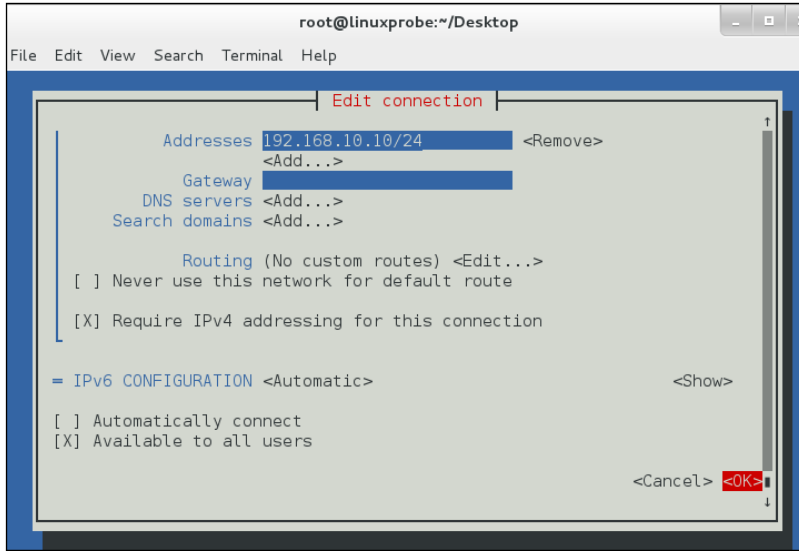 root@linuxprobe:~/Desktop
File Edit View Search Terminal Help
Edit connection
Addresses 192.168.10.10/24 <Remove>
<Add...>
Gateway
DNS servers <Add...>
Search domains <Add...>
Routing (No custom routes) <Edit...>
[ ] Never use this network for default route
[X] Require IPv4 addressing for this connection
= IPv6 CONFIGURATION <Automatic> <Show>
[ ] Automatically connect
[X] Available to all users
<Cancel> <OK>